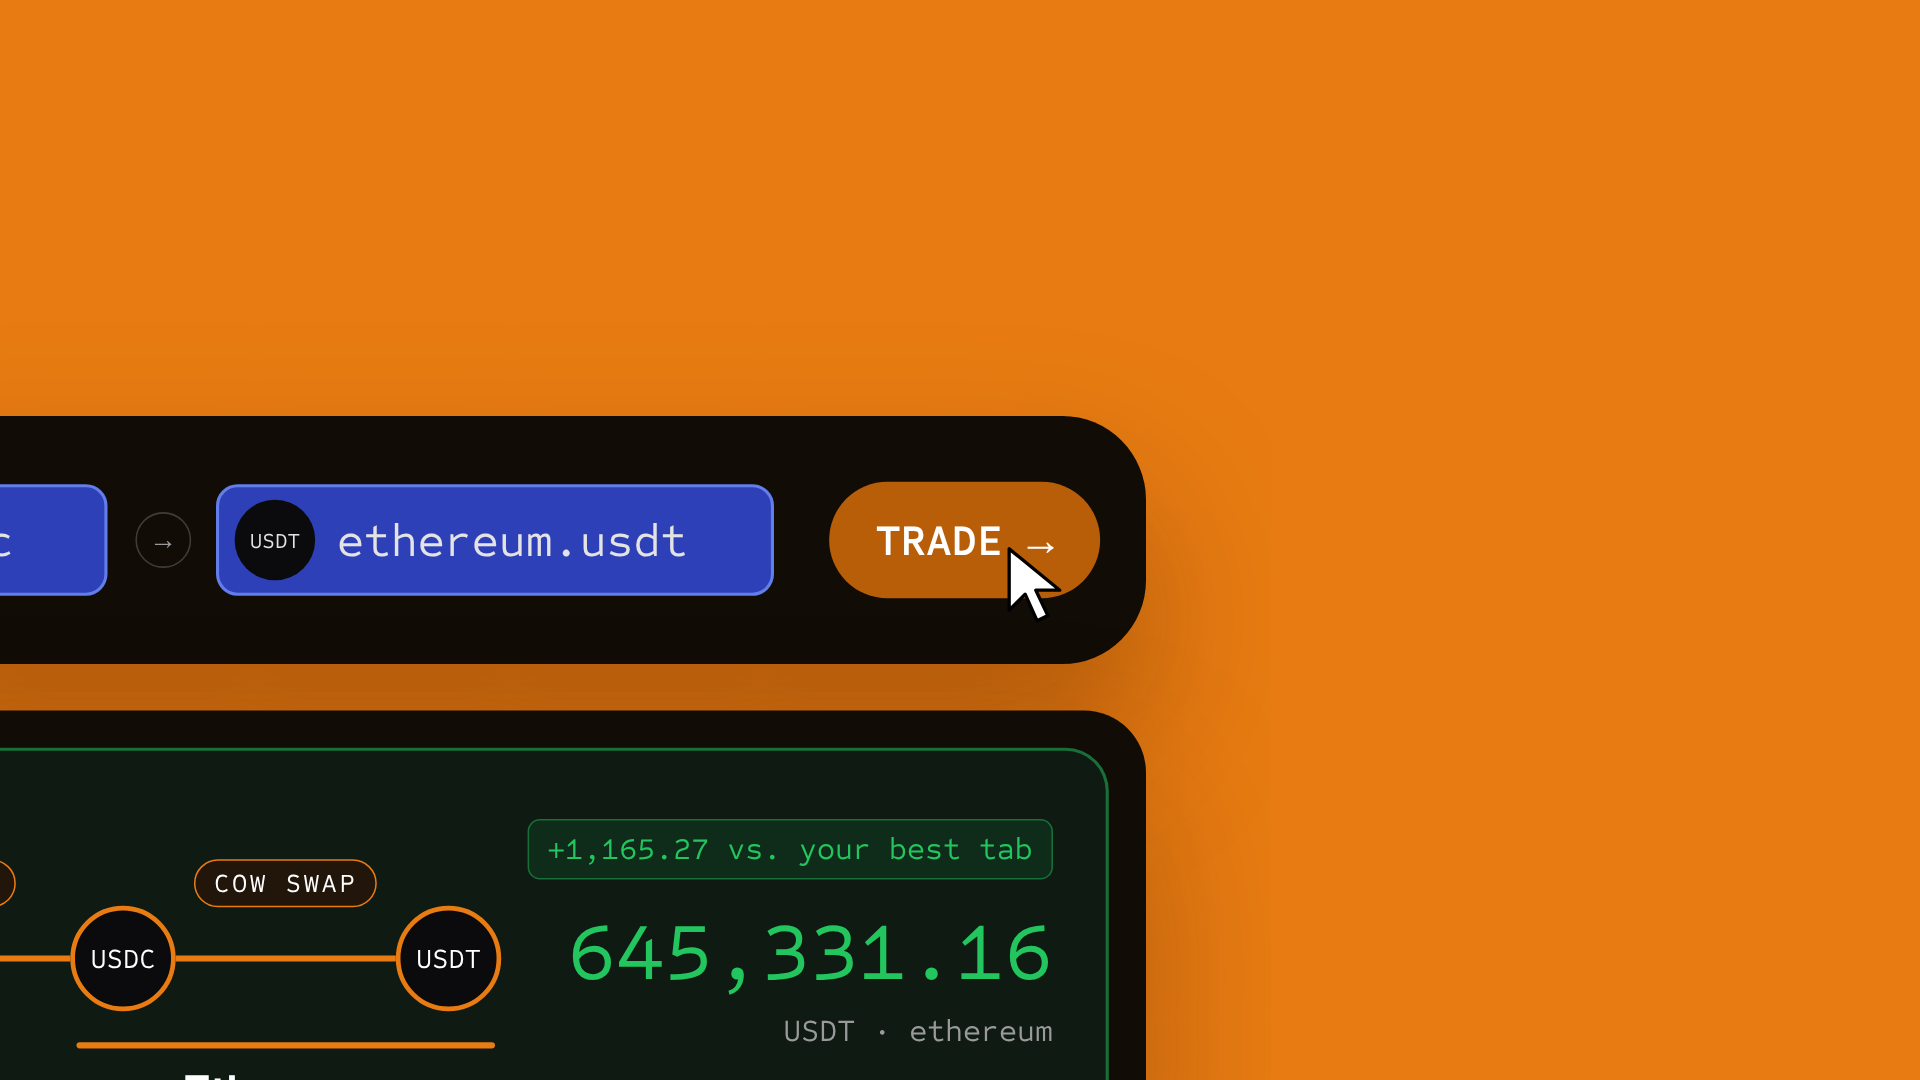 c → USDT ethereum.usdt TRADE →
+1,165.27 vs. your best tab
COW SWAP
USDC USDT 645,331.16
USDT · ethereum